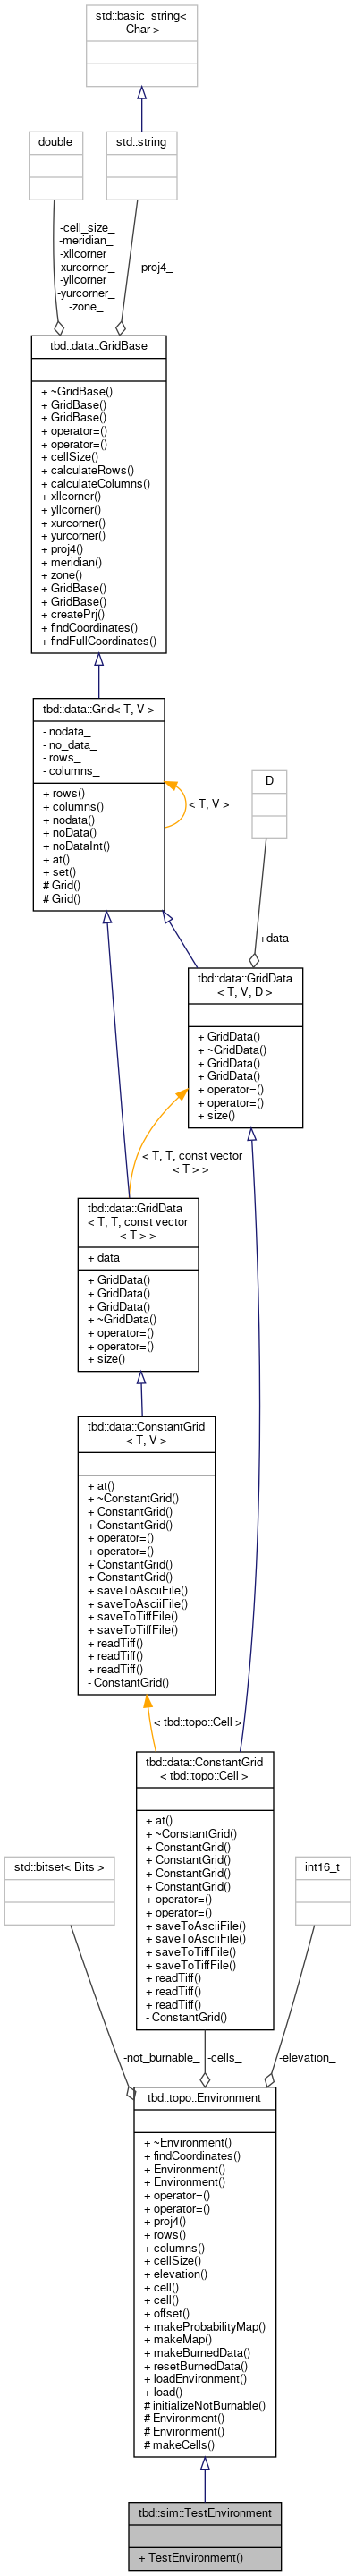 std::basic_string<
Char >
double
std::string
-cell_size_
-meridian_
-xllcorner_
-xurcorner_
-yllcorner_
-yurcorner_
-zone_
-proj4_
tbd::data::GridBase
+ ~GridBase()
+ GridBase()
+ GridBase()
+ operator=()
+ operator=()
+ cellSize()
+ calculateRows()
+ calculateColumns()
+ xllcorner()
+ yllcorner()
+ xurcorner()
+ yurcorner()
+ proj4()
+ meridian()
+ zone()
+ GridBase()
+ GridBase()
+ createPrj()
+ findCoordinates()
+ findFullCoordinates()
tbd::data::Grid< T, V >
- nodata_
- no_data_
- rows_
- columns_
+ rows()
+ columns()
+ nodata()
+ noData()
+ noDataInt()
+ at()
+ set()
# Grid()
# Grid()
< T, V >
D
+data
tbd::data::GridData
< T, V, D >
+ GridData()
+ ~GridData()
+ GridData()
+ GridData()
+ operator=()
+ operator=()
+ size()
< T, T, const vector
< T > >
tbd::data::GridData
< T, T, const vector
< T > >
+ data
+ GridData()
+ GridData()
+ GridData()
+ ~GridData()
+ operator=()
+ operator=()
+ size()
tbd::data::ConstantGrid
< T, V >
+ at()
+ ~ConstantGrid()
+ ConstantGrid()
+ ConstantGrid()
+ operator=()
+ operator=()
+ ConstantGrid()
+ ConstantGrid()
+ saveToAsciiFile()
+ saveToAsciiFile()
+ saveToTiffFile()
+ saveToTiffFile()
+ readTiff()
+ readTiff()
+ readTiff()
- ConstantGrid()
< tbd::topo::Cell >
tbd::data::ConstantGrid
< tbd::topo::Cell >
+ at()
+ ~ConstantGrid()
+ ConstantGrid()
+ ConstantGrid()
+ ConstantGrid()
+ ConstantGrid()
+ operator=()
+ operator=()
+ saveToAsciiFile()
+ saveToAsciiFile()
+ saveToTiffFile()
+ saveToTiffFile()
+ readTiff()
+ readTiff()
+ readTiff()
- ConstantGrid()
std::bitset< Bits >
int16_t
-not_burnable_
-cells_
-elevation_
tbd::topo::Environment
+ ~Environment()
+ findCoordinates()
+ Environment()
+ Environment()
+ operator=()
+ operator=()
+ proj4()
+ rows()
+ columns()
+ cellSize()
+ elevation()
+ cell()
+ cell()
+ offset()
+ makeProbabilityMap()
+ makeMap()
+ makeBurnedData()
+ resetBurnedData()
+ loadEnvironment()
+ load()
# initializeNotBurnable()
# Environment()
# Environment()
# makeCells()
tbd::sim::TestEnvironment
+ TestEnvironment()